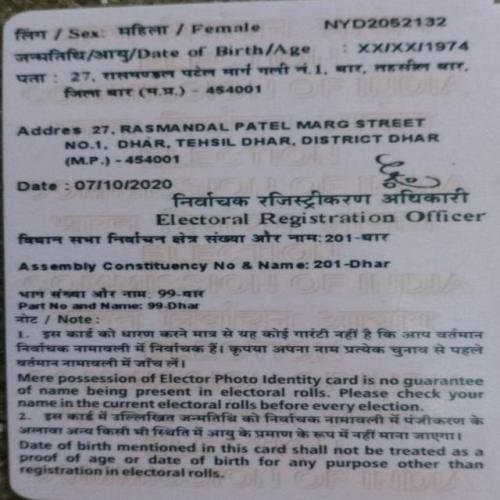 लिंग / Sex: महिला / Female NYD2052132
जन्मतिथि/आयु/Date of Birth/Age : XX/XX/1974
पता : 27, रासमण्डल पटेल मार्ग गली नं.1, धार, तहसील धार,
जिला धार (म.प्र.) - 454001
Addres 27, RASMANDAL PATEL MARG STREET
NO.1, DHAR, TEHSIL DHAR, DISTRICT DHAR
(M.P.) - 454001
Date : 07/10/2020
निर्वाचक रजिस्ट्रीकरण अधिकारी
Electoral Registration Officer
विधान सभा निर्वाचन क्षेत्र संख्या और नाम: 201-धार
Assembly Constituency No & Name: 201-Dhar
भाग संख्या और नाम: 99-धार
Part No and Name: 99-Dhar
नोट / Note :
1. इस कार्ड को धारण करने मात्र से यह कोई गारंटी नहीं है कि आप वर्तमान
निर्वाचक नामावली में निर्वाचक हैं। कृपया अपना नाम प्रत्येक चुनाव से पहले
वर्तमान नामावली में जाँच लें।
Mere possession of Elector Photo Identity card is no guarantee
of name being present in electoral rolls. Please check your
name in the current electoral rolls before every election.
2. इस कार्ड में उल्लिखित जन्मतिथि को निर्वाचक नामावली में पंजीकरण के
अलावा अन्य किसी भी स्थिति में आयु के प्रमाण के रूप में नहीं माना जाएगा।
Date of birth mentioned in this card shall not be treated as a
proof of age or date of birth for any purpose other than
registration in electoral rolls.